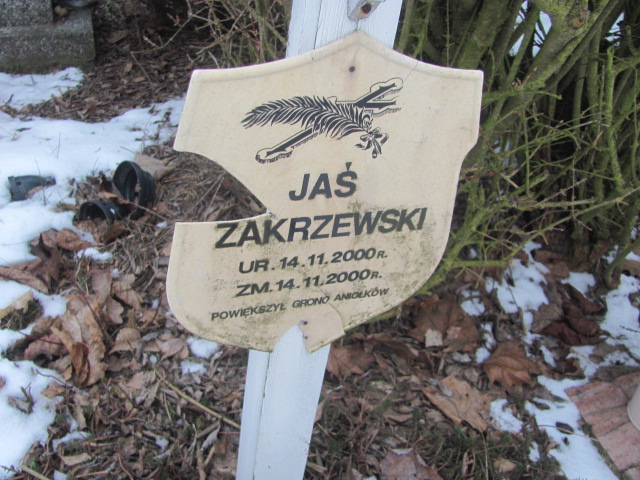 JAŚ
ZAKRZEWSKI
UR. 14.11.2000 R.
ZM. 14.11.2000 R.
POWIĘKSZYŁ GRONO ANIOŁKÓW